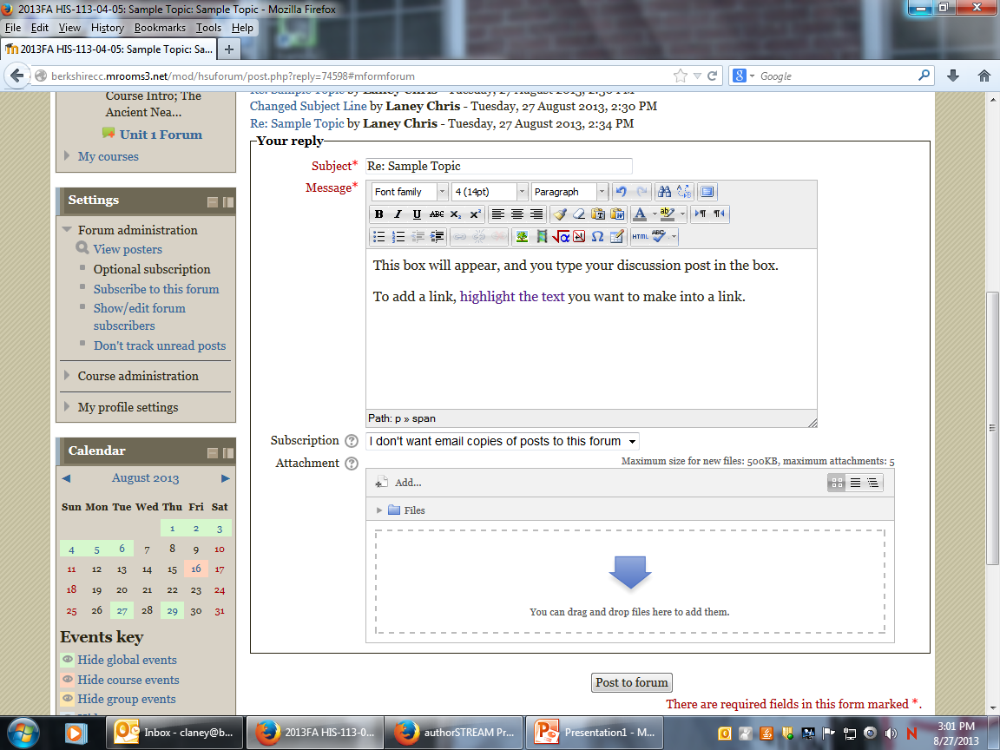 2013FA HIS-113-04-05: Sample Topic: Sample Topic - Mozilla Firefox
File Edit View History Bookmarks Tools Help
2013FA HIS-113-04-05: Sample Topic: Sa...
berkshirecc.mrooms3.net/mod/hsuforum/post.php?reply=74598#mformforum
Google
Course Intro; The
Ancient Nea...
Unit 1 Forum
My courses
Settings
Forum administration
View posters
Optional subscription
Subscribe to this forum
Show/edit forum
subscribers
Don't track unread posts
Course administration
My profile settings
Calendar
August 2013
Sun Mon Tue Wed Thu Fri Sat
1 2 3
4 5 6 7 8 9 10
11 12 13 14 15 16 17
18 19 20 21 22 23 24
25 26 27 28 29 30 31
Events key
Hide global events
Hide course events
Hide group events
Re: Sample Topic by Laney Chris - Tuesday, 27 August 2013, 2:30 PM
Changed Subject Line by Laney Chris - Tuesday, 27 August 2013, 2:30 PM
Re: Sample Topic by Laney Chris - Tuesday, 27 August 2013, 2:34 PM
Your reply
Subject* Re: Sample Topic
Message*
Font family 4 (14pt) Paragraph
B I U ABC X₂ X²
HTML ABC
This box will appear, and you type your discussion post in the box.
To add a link, highlight the text you want to make into a link.
Path: p » span
Subscription I don't want email copies of posts to this forum
Attachment Maximum size for new files: 500KB, maximum attachments: 5
Add...
Files
You can drag and drop files here to add them.
Post to forum
There are required fields in this form marked *.
Inbox - claney@b...
2013FA HIS-113-0...
authorSTREAM Pr...
Presentation1 - M...
3:01 PM
8/27/2013